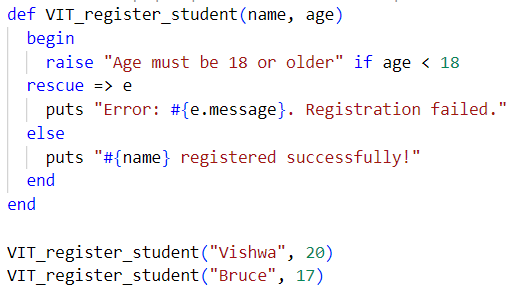 def VIT_register_student(name, age)
  begin
    raise "Age must be 18 or older" if age < 18
  rescue => e
    puts "Error: #{e.message}. Registration failed."
  else
    puts "#{name} registered successfully!"
  end
end
VIT_register_student("Vishwa", 20)
VIT_register_student("Bruce", 17)